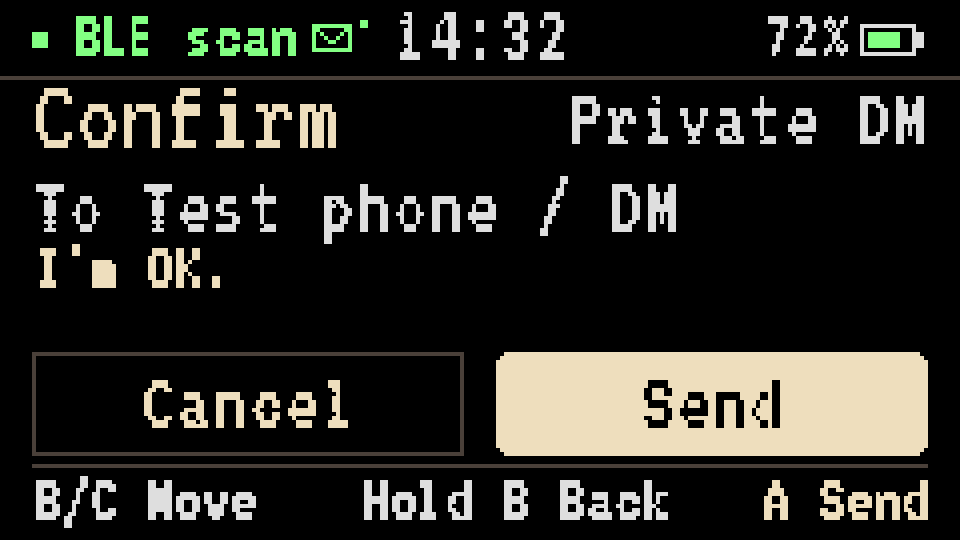 BLE scan 14:32 72%
Confirm Private DM
To Test phone / DM
I'm OK.
Cancel Send
B/C Move Hold B Back A Send